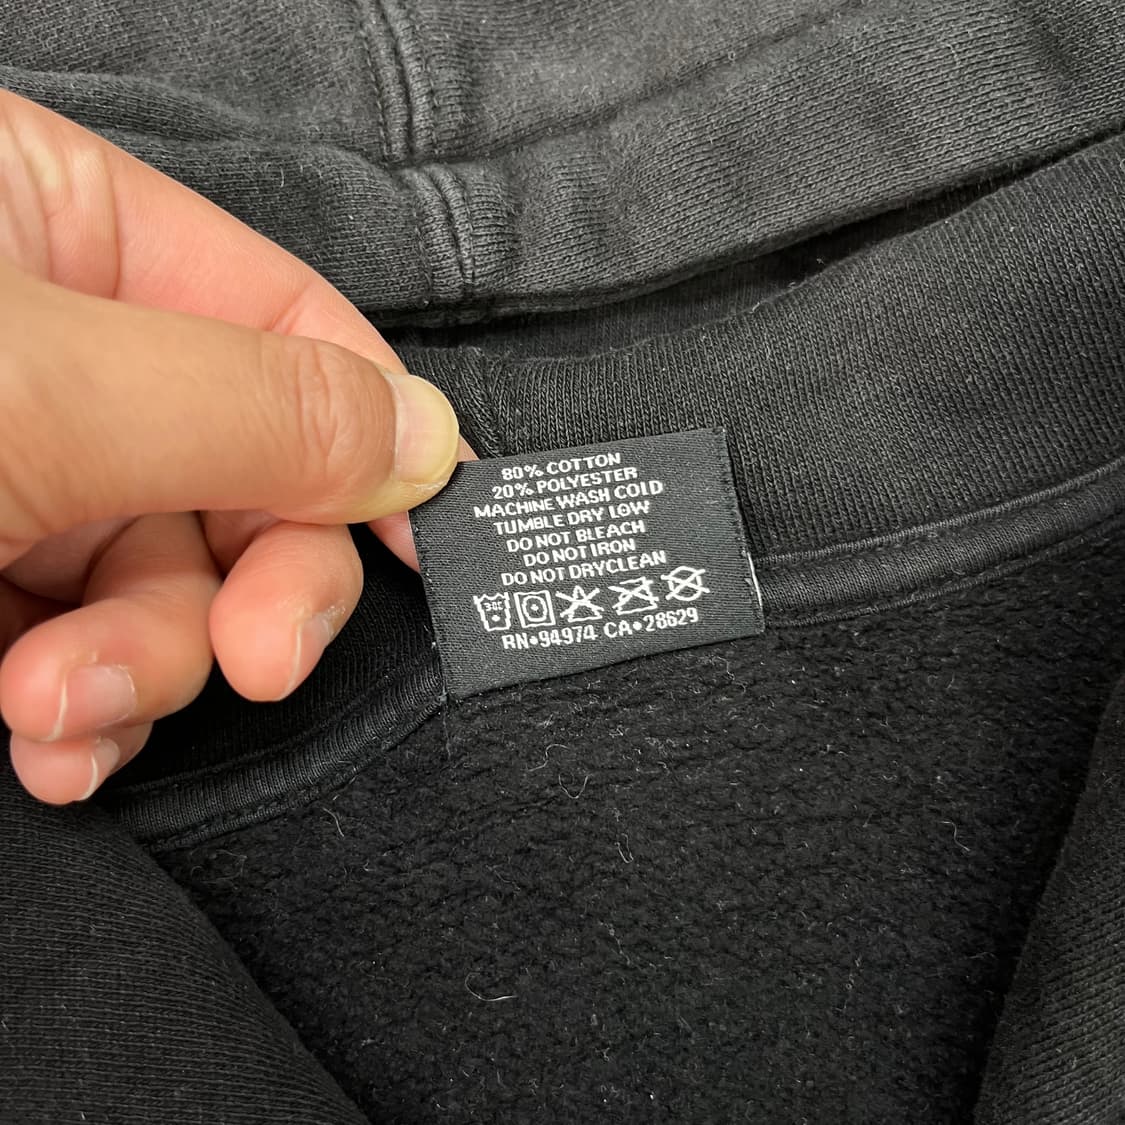 80% COTTON
20% POLYESTER
MACHINE WASH COLD
TUMBLE DRY LOW
DO NOT BLEACH
DO NOT IRON
DO NOT DRYCLEAN
30C
RN•94974 CA•28629